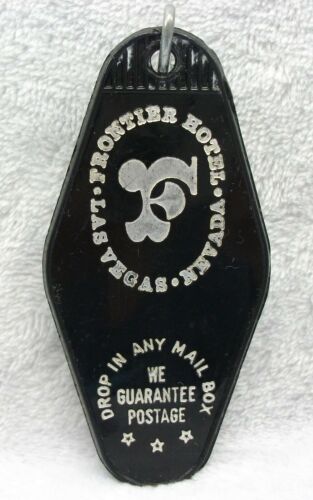 FRONTIER HOTEL · NEVADA · LAS VEGAS ·
F
DROP IN ANY MAIL BOX
WE
GUARANTEE
POSTAGE